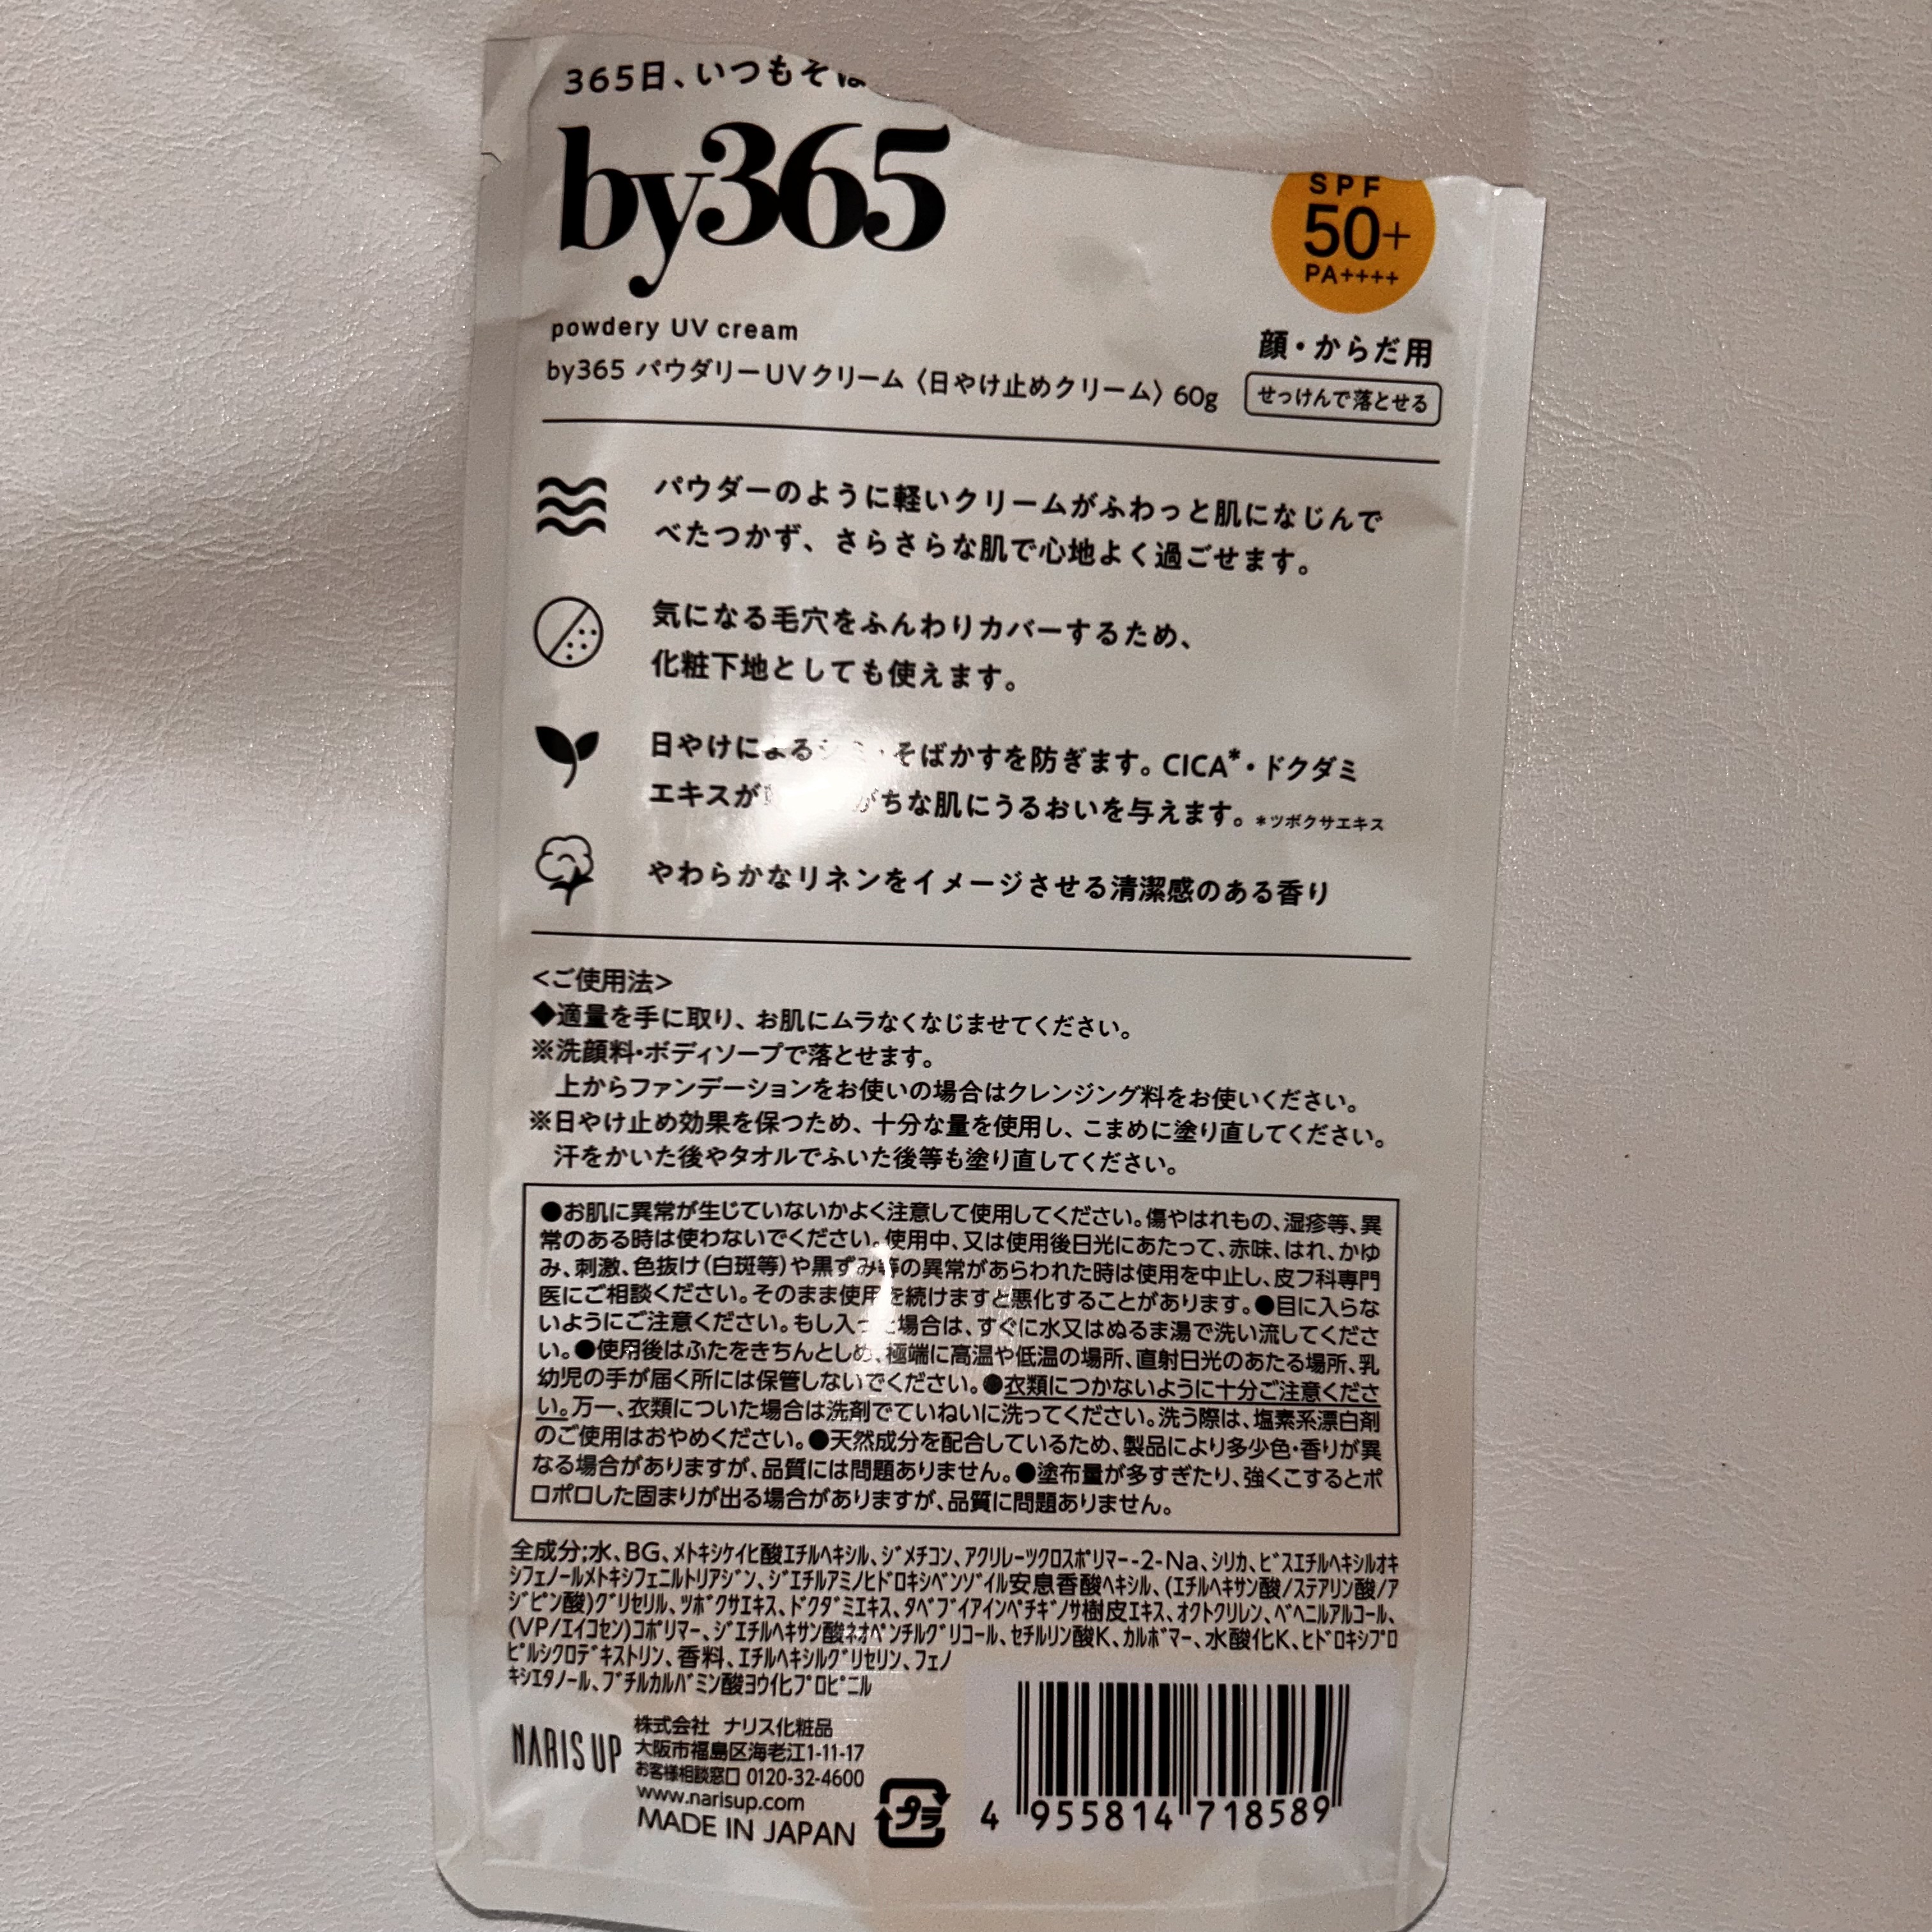 365日、いつもそ
by365
SPF
50+
PA++++
powdery UV cream
by365 パウダリーUVクリーム〈日やけ止めクリーム〉60g
顔・からだ用
せっけんで落とせる
パウダーのように軽いクリームがふわっと肌になじんで
べたつかず、さらさらな肌で心地よく過ごせます。
気になる毛穴をふんわりカバーするため、
化粧下地としても使えます。
日やけによる そばかすを防ぎます。CICA*・ドクダミ
エキスが がちな肌にうるおいを与えます。*ツボクサエキス
やわらかなリネンをイメージさせる清潔感のある香り
<ご使用法>
◆適量を手に取り、お肌にムラなくなじませてください。
※洗顔料・ボディソープで落とせます。
上からファンデーションをお使いの場合はクレンジング料をお使いください。
※日やけ止め効果を保つため、十分な量を使用し、こまめに塗り直してください。
汗をかいた後やタオルでふいた後等も塗り直してください。
●お肌に異常が生じていないかよく注意して使用してください。傷やはれもの、湿疹等、異
常のある時は使わないでください。使用中、又は使用後日光にあたって、赤味、はれ、かゆ
み、刺激、色抜け(白斑等)や黒ずみ等の異常があらわれた時は使用を中止し、皮フ科専門
医にご相談ください。そのまま使用を続けますと悪化することがあります。●目に入らな
いようにご注意ください。もし入った場合は、すぐに水又はぬるま湯で洗い流してくださ
い。●使用後はふたをきちんとしめ、極端に高温や低温の場所、直射日光のあたる場所、乳
幼児の手が届く所には保管しないでください。●衣類につかないように十分ご注意くださ
い。万一、衣類についた場合は洗剤でていねいに洗ってください。洗う際は、塩素系漂白剤
のご使用はおやめください。●天然成分を配合しているため、製品により多少色・香りが異
なる場合がありますが、品質には問題ありません。●塗布量が多すぎたり、強くこするとポ
ロポロした固まりが出る場合がありますが、品質に問題ありません。
全成分;水、BG、ﾒﾄｷｼｹｲﾋ酸ｴﾁﾙﾍｷｼﾙ、ｼﾞﾒﾁｺﾝ、ｱｸﾘﾚｰﾂｸﾛｽﾎﾟﾘﾏｰ-2-Na、ｼﾘｶ、ﾋﾞｽｴﾁﾙﾍｷｼﾙｵｷ
ｼﾌｪﾉｰﾙﾒﾄｷｼﾌｪﾆﾙﾄﾘｱｼﾞﾝ、ｼﾞｴﾁﾙｱﾐﾉﾋﾄﾞﾛｷｼﾍﾞﾝｿﾞｲﾙ安息香酸ﾍｷｼﾙ、(ｴﾁﾙﾍｷｻﾝ酸/ｽﾃｱﾘﾝ酸/ｱ
ｼﾞﾋﾟﾝ酸)ｸﾞﾘｾﾘﾙ、ﾂﾎﾞｸｻｴｷｽ、ﾄﾞｸﾀﾞﾐｴｷｽ、ﾀﾍﾞﾌﾞｲｱｲﾝﾍﾟﾁｷﾞﾉｻ樹皮ｴｷｽ、ｵｸﾄｸﾘﾚﾝ、ﾍﾞﾍﾆﾙｱﾙｺｰﾙ、
(VP/ｴｲｺｾﾝ)ｺﾎﾟﾘﾏｰ、ｼﾞｴﾁﾙﾍｷｻﾝ酸ﾈｵﾍﾟﾝﾁﾙｸﾞﾘｺｰﾙ、ｾﾁﾙﾘﾝ酸K、ｶﾙﾎﾞﾏｰ、水酸化K、ﾋﾄﾞﾛｷｼﾌﾟﾛ
ﾋﾟﾙｼｸﾛﾃﾞｷｽﾄﾘﾝ、香料、ｴﾁﾙﾍｷｼﾙｸﾞﾘｾﾘﾝ、ﾌｪﾉ
ｷｼｴﾀﾉｰﾙ、ﾌﾞﾁﾙｶﾙﾊﾞﾐﾝ酸ﾖｳ化ﾌﾟﾛﾋﾟﾆﾙ
NARIS UP
株式会社 ナリス化粧品
大阪市福島区海老江1-11-17
お客様相談窓口 0120-32-4600
www.narisup.com
MADE IN JAPAN
プラ
4 955814 718589